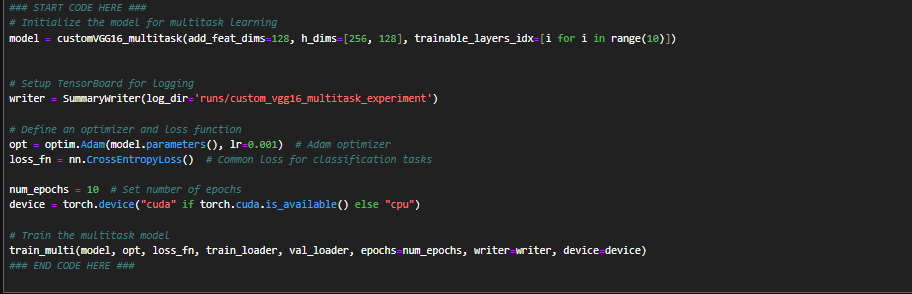 ### START CODE HERE ###
# Initialize the model for multitask learning
model = customVGG16_multitask(add_feat_dims=128, h_dims=[256, 128], trainable_layers_idx=[i for i in range(10)])
# Setup TensorBoard for logging
writer = SummaryWriter(log_dir='runs/custom_vgg16_multitask_experiment')
# Define an optimizer and loss function
opt = optim.Adam(model.parameters(), lr=0.001)  # Adam optimizer
loss_fn = nn.CrossEntropyLoss()  # Common loss for classification tasks
num_epochs = 10  # Set number of epochs
device = torch.device("cuda" if torch.cuda.is_available() else "cpu")
# Train the multitask model
train_multi(model, opt, loss_fn, train_loader, val_loader, epochs=num_epochs, writer=writer, device=device)
### END CODE HERE ###